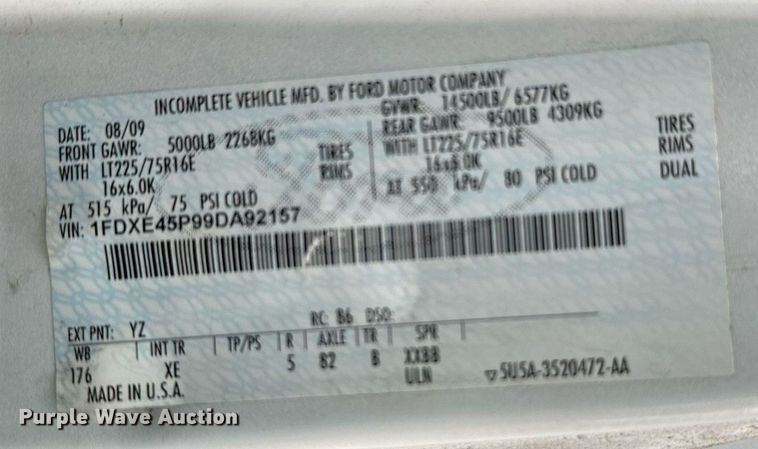 INCOMPLETE VEHICLE MFD. BY FORD MOTOR COMPANY
DATE: 08/09 GVWR: 14500LB/ 6577KG
FRONT GAWR: 5000LB 2268KG REAR GAWR: 9500LB 4309KG
WITH LT225/75R16E TIRES WITH LT225/75R16E TIRES
16x6.0K RIMS 16x6.0K RIMS
AT 515 kPa/ 75 PSI COLD AT 550 kPa/ 80 PSI COLD DUAL
VIN: 1FDXE45P99DA92157
EXT PNT: YZ RC: 86 DSO:
WB INT TR TP/PS R AXLE TR SPR
176 XE 5 82 B XX88
ULN
MADE IN U.S.A. 5U5A-3520472-AA
Purple Wave Auction